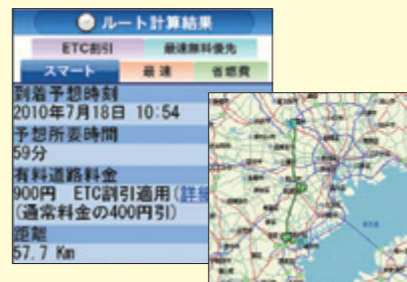 ルート計算結果
ETC割引 最速無料優先
スマート 最速 省燃費
到着予想時刻
2010年7月18日 10:54
予想所要時間
59分
有料道路料金
900円 ETC割引適用(詳細
(通常料金の400円引)
距離
57.7 Km